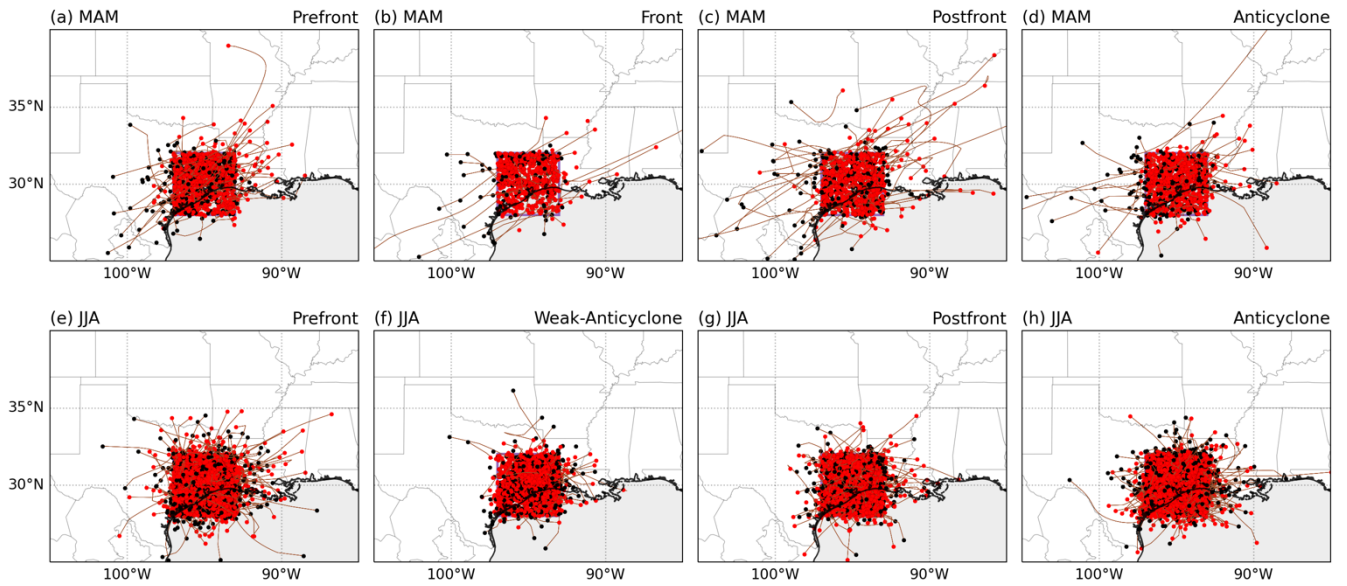 (a) MAM Prefront
(b) MAM Front
(c) MAM Postfront
(d) MAM Anticyclone
35°N
30°N
100°W 90°W
100°W 90°W
100°W 90°W
100°W 90°W
(e) JJA Prefront
(f) JJA Weak-Anticyclone
(g) JJA Postfront
(h) JJA Anticyclone
35°N
30°N
100°W 90°W
100°W 90°W
100°W 90°W
100°W 90°W